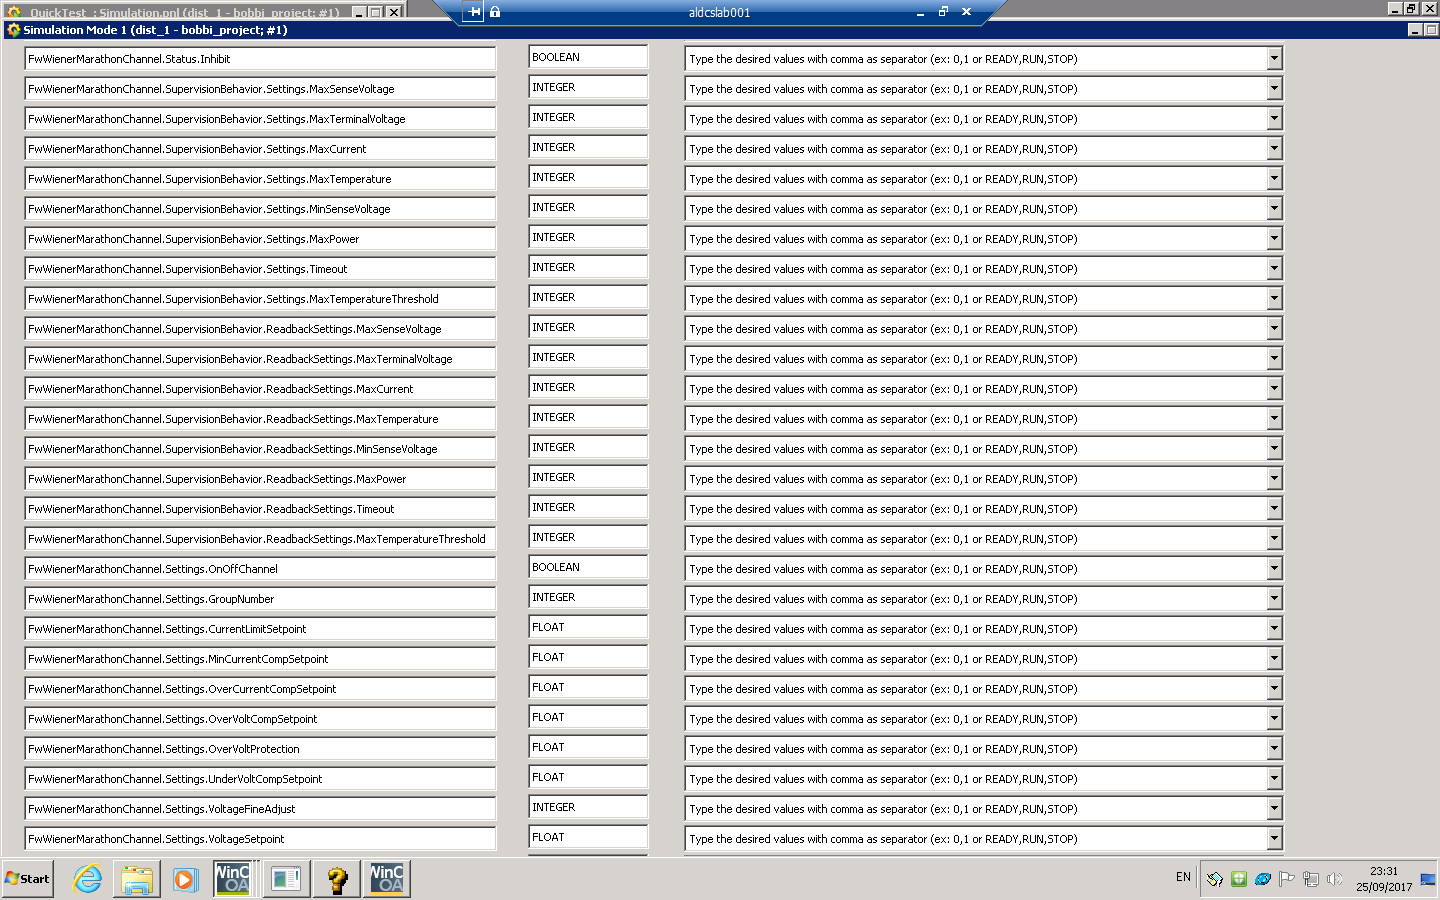 QuickTest : Simulation.pnl (dist_1 - bobbi_project; #1)
aldcslab001
Simulation Mode 1 (dist_1 - bobbi_project; #1)
FwWienerMarathonChannel.Status.Inhibit BOOLEAN Type the desired values with comma as separator (ex: 0,1 or READY,RUN,STOP)
FwWienerMarathonChannel.SupervisionBehavior.Settings.MaxSenseVoltage INTEGER Type the desired values with comma as separator (ex: 0,1 or READY,RUN,STOP)
FwWienerMarathonChannel.SupervisionBehavior.Settings.MaxTerminalVoltage INTEGER Type the desired values with comma as separator (ex: 0,1 or READY,RUN,STOP)
FwWienerMarathonChannel.SupervisionBehavior.Settings.MaxCurrent INTEGER Type the desired values with comma as separator (ex: 0,1 or READY,RUN,STOP)
FwWienerMarathonChannel.SupervisionBehavior.Settings.MaxTemperature INTEGER Type the desired values with comma as separator (ex: 0,1 or READY,RUN,STOP)
FwWienerMarathonChannel.SupervisionBehavior.Settings.MinSenseVoltage INTEGER Type the desired values with comma as separator (ex: 0,1 or READY,RUN,STOP)
FwWienerMarathonChannel.SupervisionBehavior.Settings.MaxPower INTEGER Type the desired values with comma as separator (ex: 0,1 or READY,RUN,STOP)
FwWienerMarathonChannel.SupervisionBehavior.Settings.Timeout INTEGER Type the desired values with comma as separator (ex: 0,1 or READY,RUN,STOP)
FwWienerMarathonChannel.SupervisionBehavior.Settings.MaxTemperatureThreshold INTEGER Type the desired values with comma as separator (ex: 0,1 or READY,RUN,STOP)
FwWienerMarathonChannel.SupervisionBehavior.ReadbackSettings.MaxSenseVoltage INTEGER Type the desired values with comma as separator (ex: 0,1 or READY,RUN,STOP)
FwWienerMarathonChannel.SupervisionBehavior.ReadbackSettings.MaxTerminalVoltage INTEGER Type the desired values with comma as separator (ex: 0,1 or READY,RUN,STOP)
FwWienerMarathonChannel.SupervisionBehavior.ReadbackSettings.MaxCurrent INTEGER Type the desired values with comma as separator (ex: 0,1 or READY,RUN,STOP)
FwWienerMarathonChannel.SupervisionBehavior.ReadbackSettings.MaxTemperature INTEGER Type the desired values with comma as separator (ex: 0,1 or READY,RUN,STOP)
FwWienerMarathonChannel.SupervisionBehavior.ReadbackSettings.MinSenseVoltage INTEGER Type the desired values with comma as separator (ex: 0,1 or READY,RUN,STOP)
FwWienerMarathonChannel.SupervisionBehavior.ReadbackSettings.MaxPower INTEGER Type the desired values with comma as separator (ex: 0,1 or READY,RUN,STOP)
FwWienerMarathonChannel.SupervisionBehavior.ReadbackSettings.Timeout INTEGER Type the desired values with comma as separator (ex: 0,1 or READY,RUN,STOP)
FwWienerMarathonChannel.SupervisionBehavior.ReadbackSettings.MaxTemperatureThreshold INTEGER Type the desired values with comma as separator (ex: 0,1 or READY,RUN,STOP)
FwWienerMarathonChannel.Settings.OnOffChannel BOOLEAN Type the desired values with comma as separator (ex: 0,1 or READY,RUN,STOP)
FwWienerMarathonChannel.Settings.GroupNumber INTEGER Type the desired values with comma as separator (ex: 0,1 or READY,RUN,STOP)
FwWienerMarathonChannel.Settings.CurrentLimitSetpoint FLOAT Type the desired values with comma as separator (ex: 0,1 or READY,RUN,STOP)
FwWienerMarathonChannel.Settings.MinCurrentCompSetpoint FLOAT Type the desired values with comma as separator (ex: 0,1 or READY,RUN,STOP)
FwWienerMarathonChannel.Settings.OverCurrentCompSetpoint FLOAT Type the desired values with comma as separator (ex: 0,1 or READY,RUN,STOP)
FwWienerMarathonChannel.Settings.OverVoltCompSetpoint FLOAT Type the desired values with comma as separator (ex: 0,1 or READY,RUN,STOP)
FwWienerMarathonChannel.Settings.OverVoltProtection FLOAT Type the desired values with comma as separator (ex: 0,1 or READY,RUN,STOP)
FwWienerMarathonChannel.Settings.UnderVoltCompSetpoint FLOAT Type the desired values with comma as separator (ex: 0,1 or READY,RUN,STOP)
FwWienerMarathonChannel.Settings.VoltageFineAdjust INTEGER Type the desired values with comma as separator (ex: 0,1 or READY,RUN,STOP)
FwWienerMarathonChannel.Settings.VoltageSetpoint FLOAT Type the desired values with comma as separator (ex: 0,1 or READY,RUN,STOP)
Start
WinCC OA
WinCC OA
EN
23:31
25/09/2017